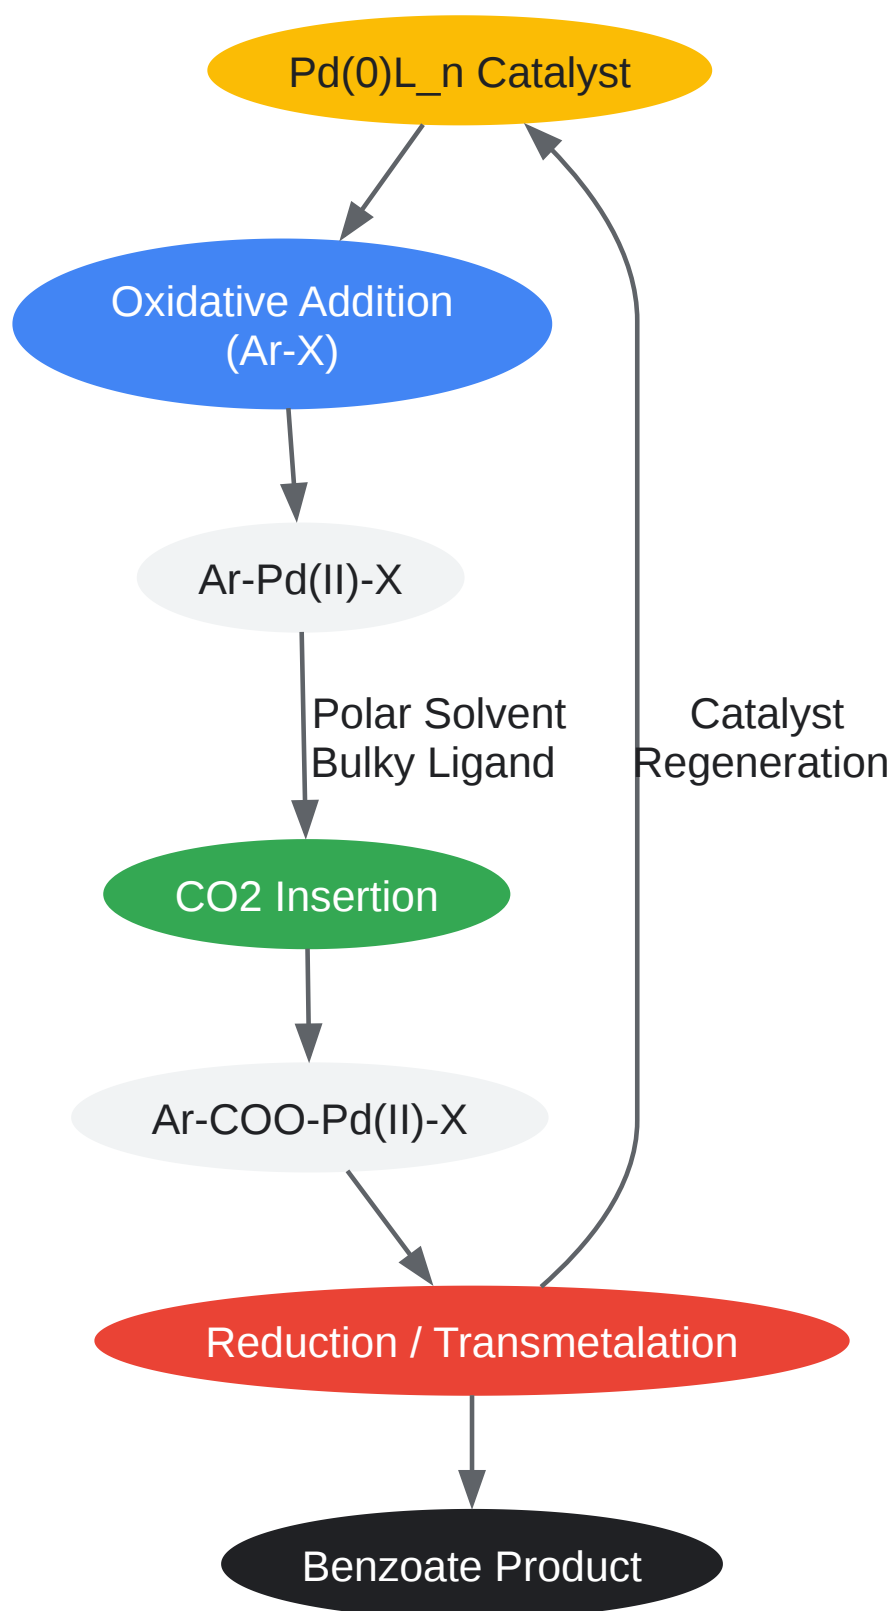 Pd(0)L_n Catalyst
Oxidative Addition
(Ar-X)
Ar-Pd(II)-X
Polar Solvent
Bulky Ligand
Catalyst
Regeneration
CO2 Insertion
Ar-COO-Pd(II)-X
Reduction / Transmetalation
Benzoate Product